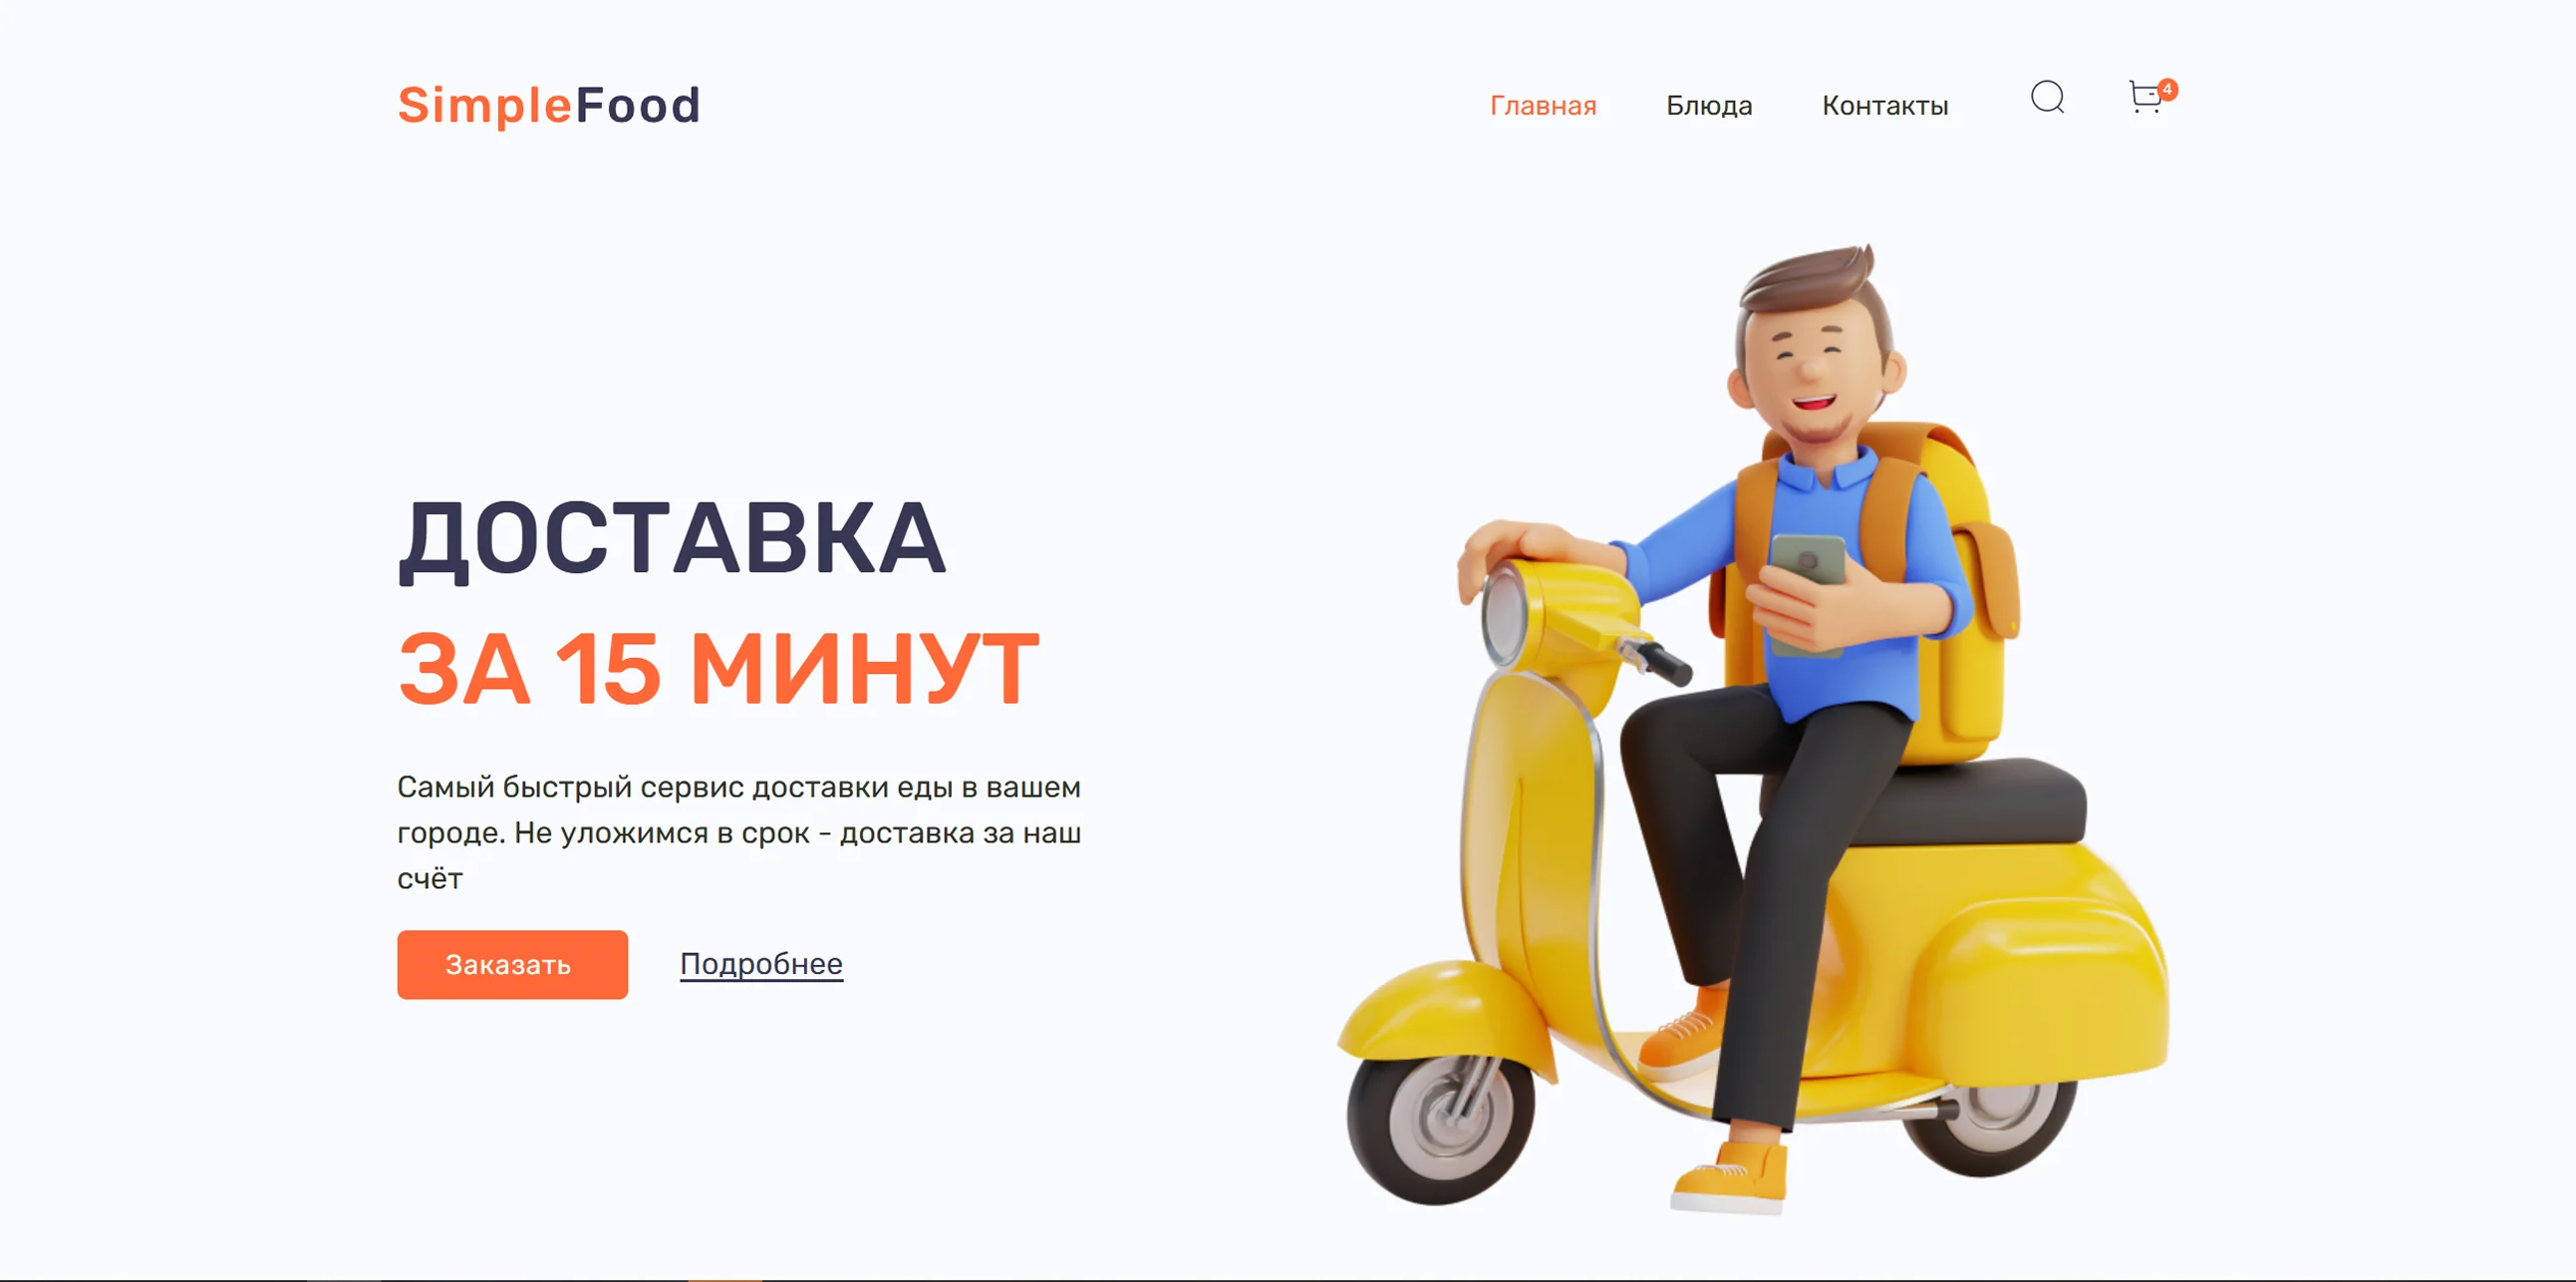 SimpleFood
Главная
Блюда
Контакты
4
ДОСТАВКА
ЗА 15 МИНУТ
Самый быстрый сервис доставки еды в вашем
городе. Не уложимся в срок - доставка за наш
счёт
Заказать
Подробнее